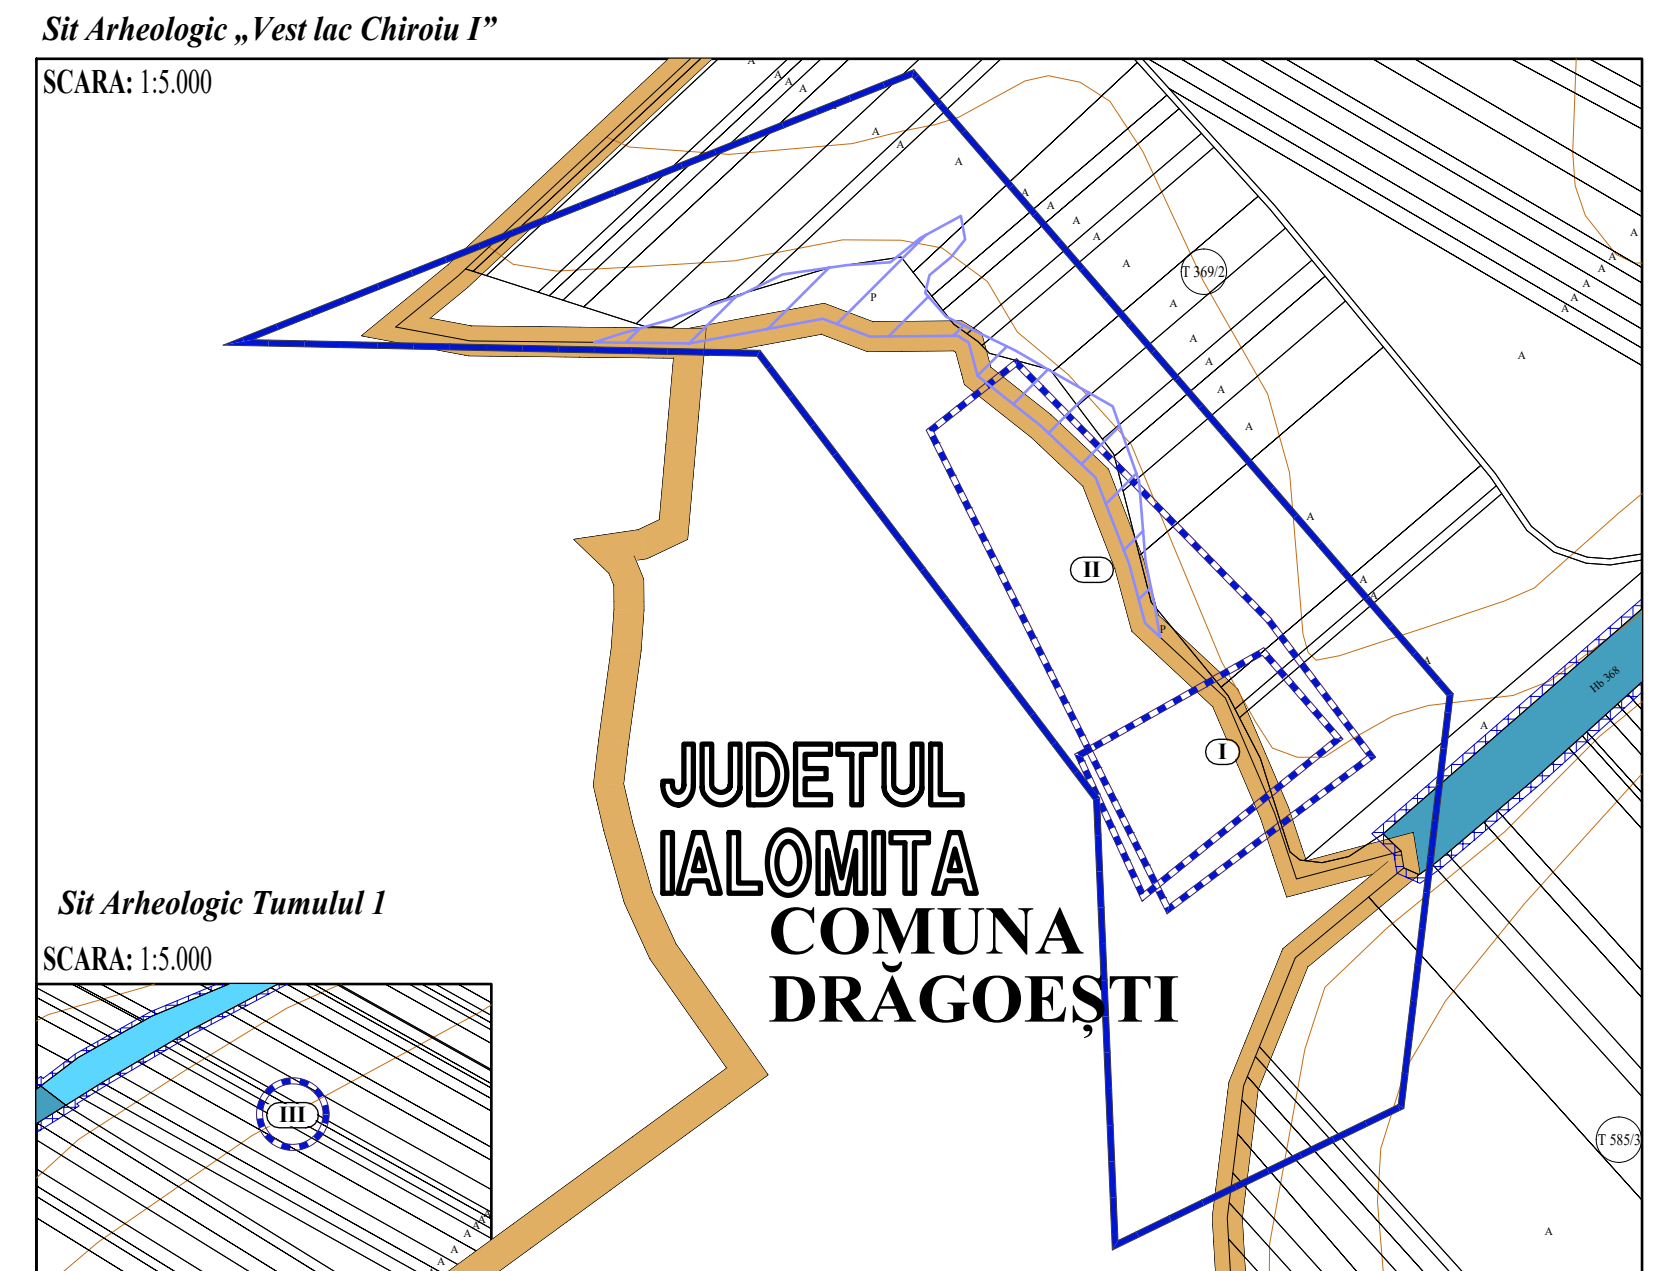 Sit Arheologic „Vest lac Chiroiu I”
SCARA: 1:5.000
A
A
A
A
A
A
A
A
A
A
A
A
T 369/2
A
A
A
A
A
A
A
A
A
A
P
A
A
A
A
A
A
A
II
A
A
P
A
Hb 368
A
I
JUDETUL
IALOMITA
COMUNA
DRĂGOEȘTI
Sit Arheologic Tumulul 1
SCARA: 1:5.000
III
T 585/3
A
A
A
A
A
A
A